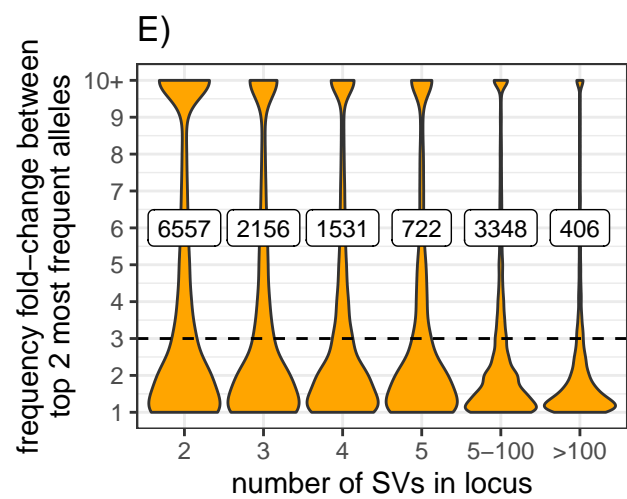 E)
frequency fold−change between
top 2 most frequent alleles
10+
9
8
7
6
5
4
3
2
1
6557 2156 1531 722 3348 406
2 3 4 5 5−100 >100
number of SVs in locus